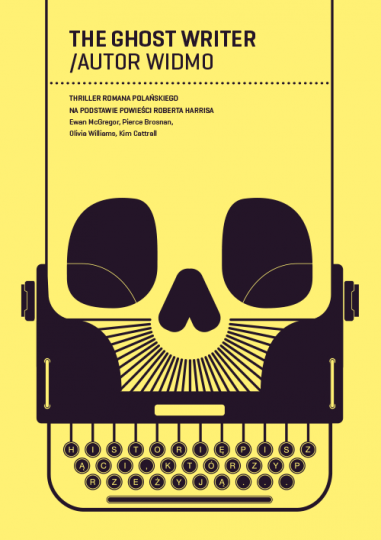 THE GHOST WRITER
/AUTOR WIDMO
THRILLER ROMANA POLAŃSKIEGO
NA PODSTAWIE POWIEŚCI ROBERTA HARRISA
Ewan McGregor, Pierce Brosnan,
Olivia Williams, Kim Cattrall
HISTORIĘPISZ
ĄCI,KTÓRZYP
RZEŻYJĄ...